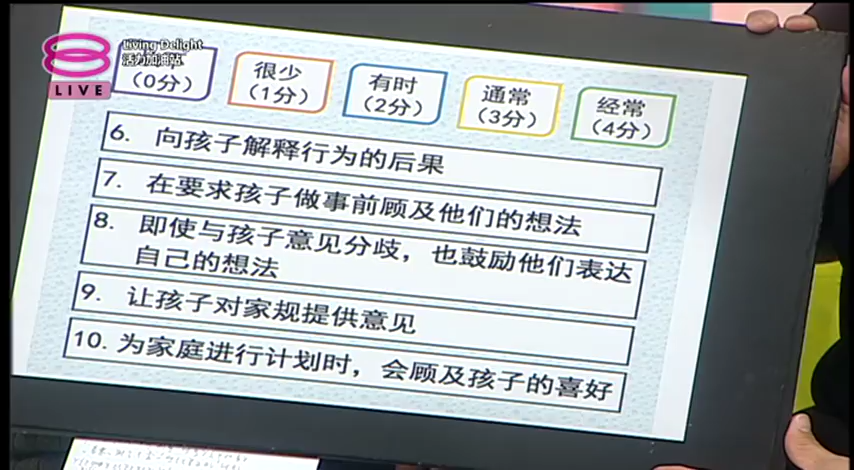 Living Delight
活力加油站
LIVE
(0分)
很少
(1分)
有时
(2分)
通常
(3分)
经常
(4分)
6. 向孩子解释行为的后果
7. 在要求孩子做事前顾及他们的想法
8. 即使与孩子意见分歧，也鼓励他们表达
自己的想法
9. 让孩子对家规提供意见
10. 为家庭进行计划时，会顾及孩子的喜好